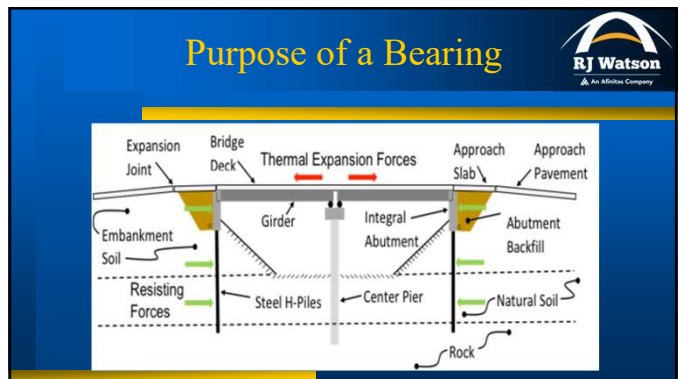 Purpose of a Bearing
RJ Watson
An Afinitas Company
Expansion
Joint
Bridge
Deck
Thermal Expansion Forces
Approach
Slab
Approach
Pavement
Girder
Integral
Abutment
Abutment
Backfill
Embankment
Soil
Resisting
Forces
Steel H-Piles
Center Pier
Natural Soil
Rock